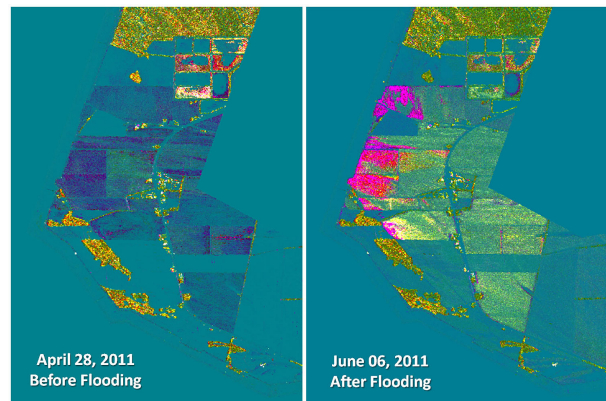 April 28, 2011
Before Flooding
June 06, 2011
After Flooding